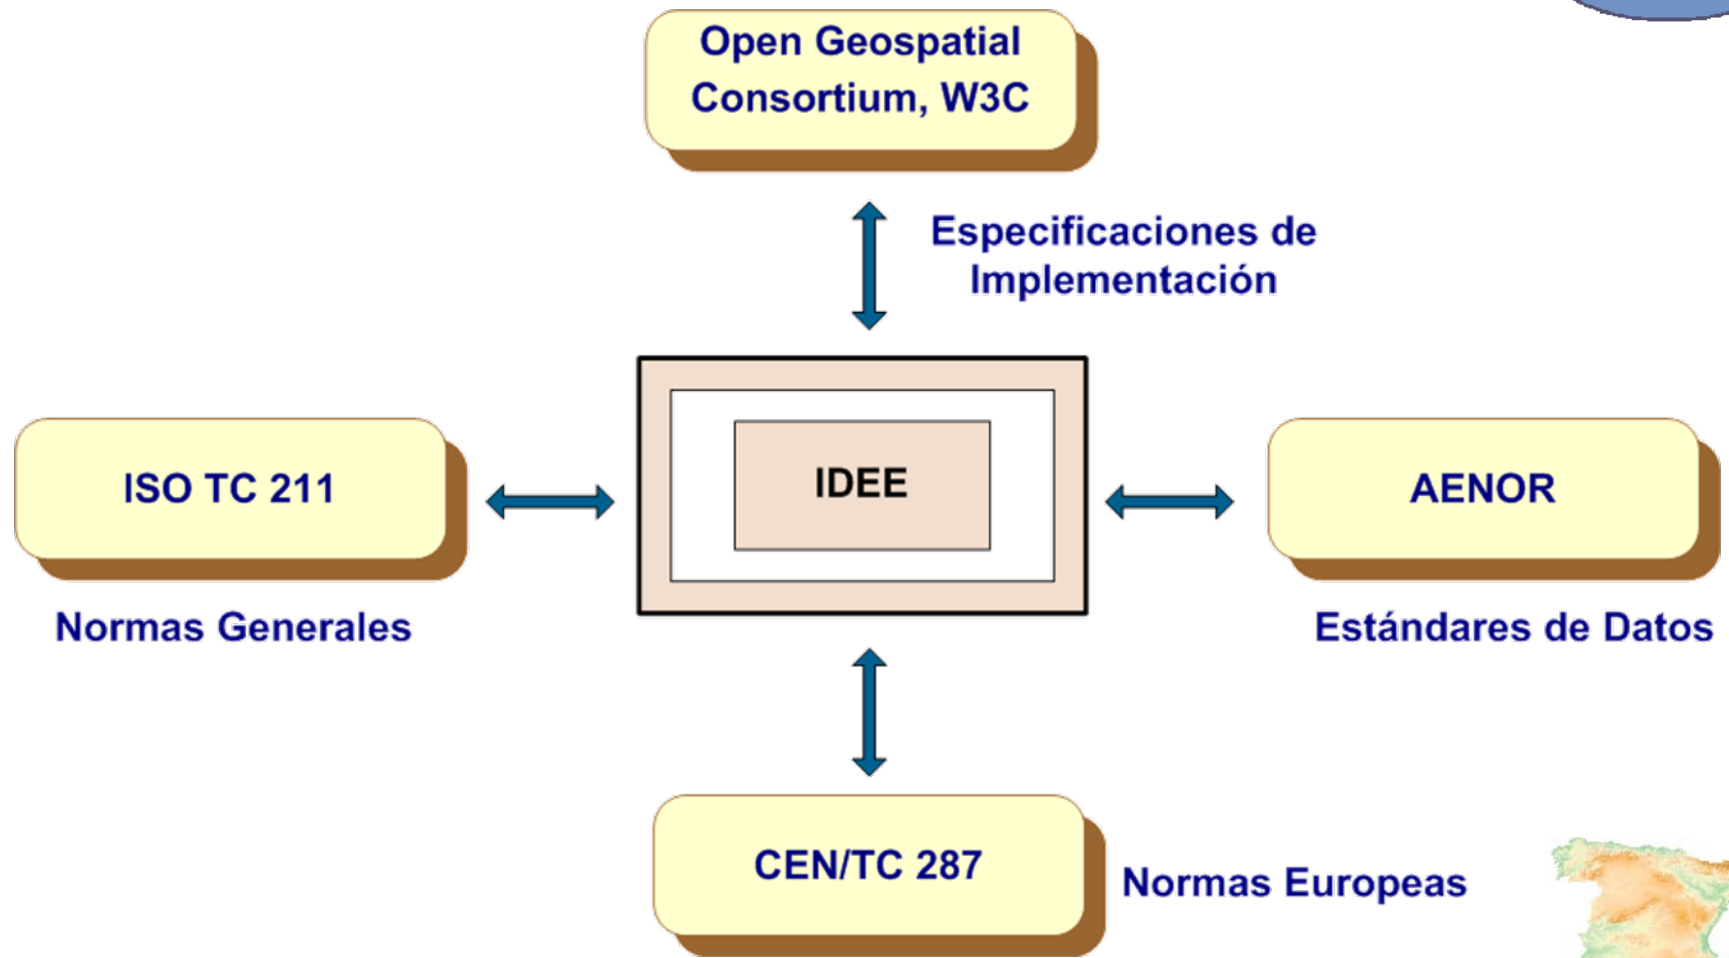 Open Geospatial
Consortium, W3C
Especificaciones de
Implementación
ISO TC 211
IDEE
AENOR
Normas Generales
Estándares de Datos
CEN/TC 287
Normas Europeas